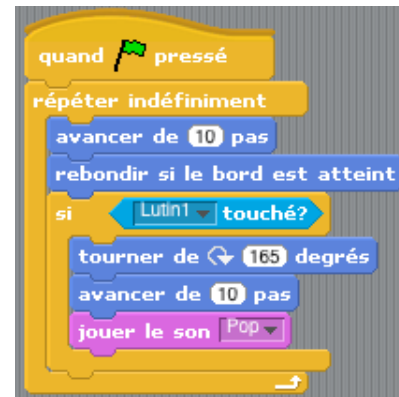 quand pressé
répéter indéfiniment
avancer de 10 pas
rebondir si le bord est atteint
si Lutin1 touché?
tourner de 165 degrés
avancer de 10 pas
jouer le son Pop